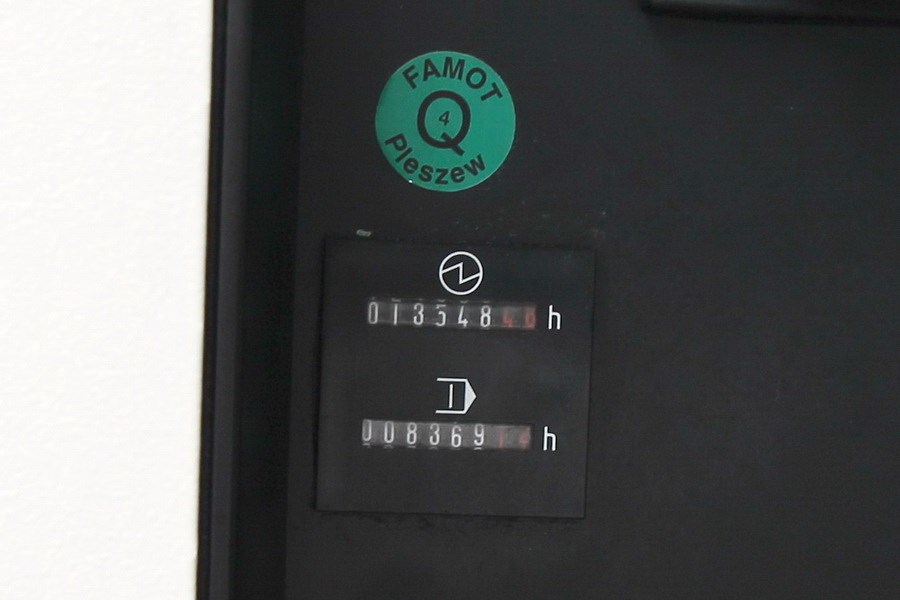 FAMOT
Q
4
Pleszew
013548 h
008369 h